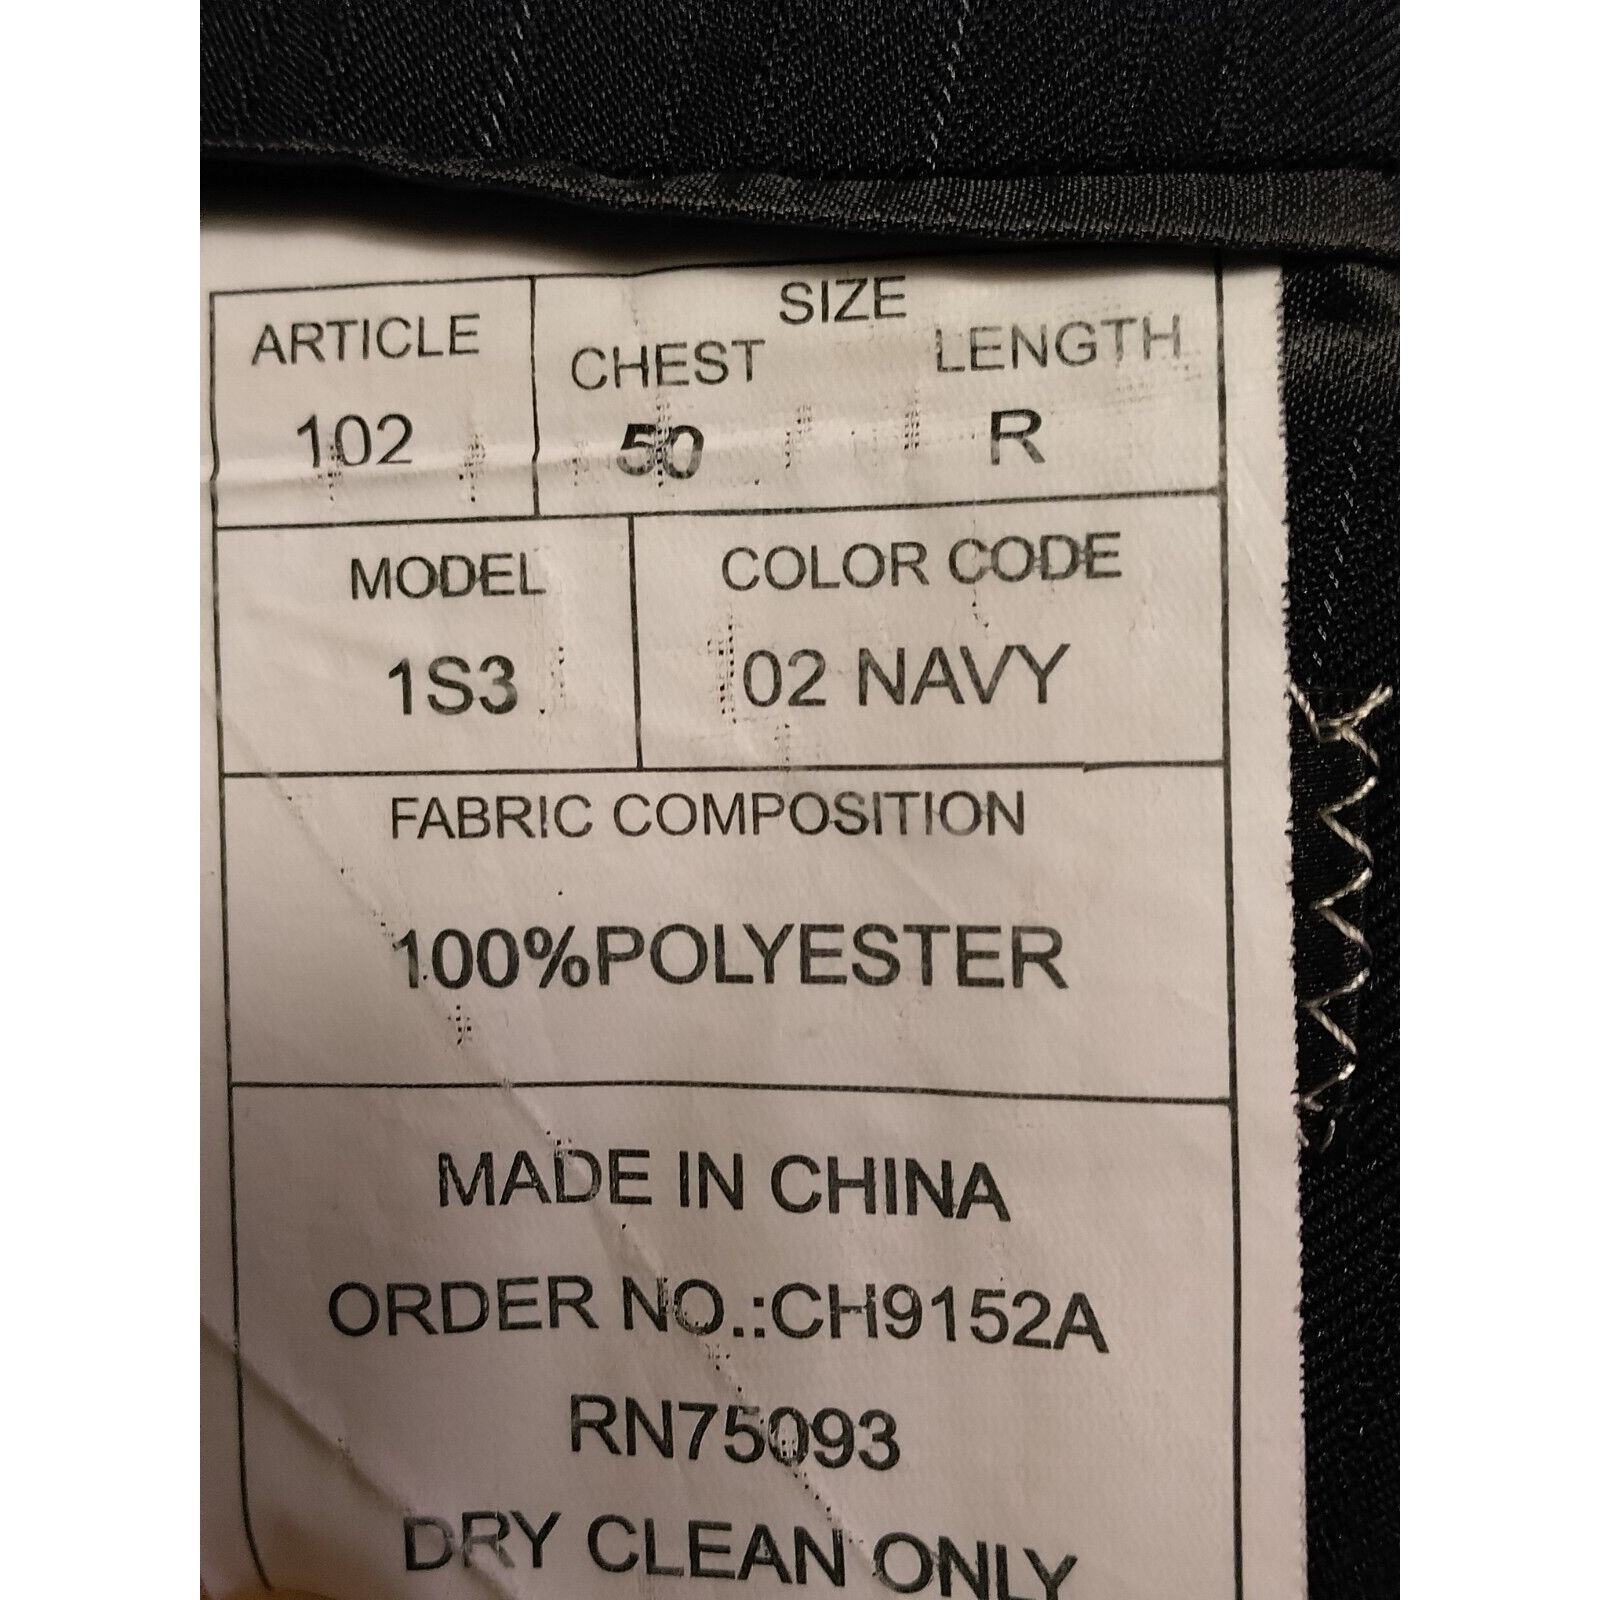 SIZE
ARTICLE CHEST LENGTH
102 50 R
MODEL COLOR CODE
1S3 02 NAVY
FABRIC COMPOSITION
100%POLYESTER
MADE IN CHINA
ORDER NO.:CH9152A
RN75093
DRY CLEAN ONLY